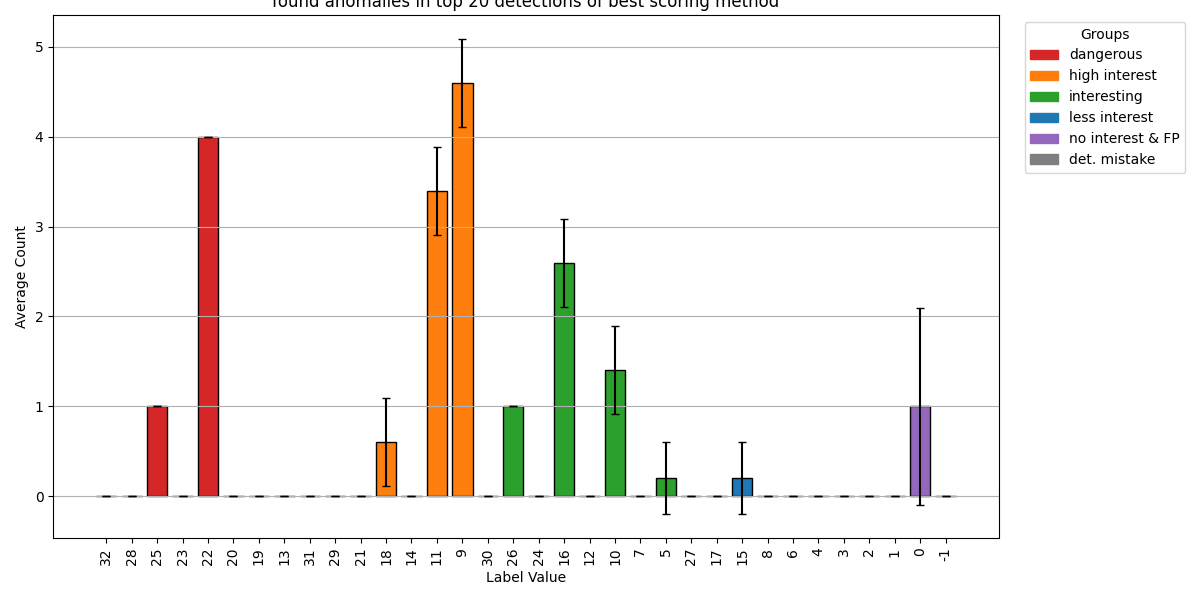 found anomalies in top 20 detections of best scoring method
Groups
dangerous
high interest
interesting
less interest
no interest & FP
det. mistake
Average Count
5
4
3
2
1
0
32 28 25 23 22 20 19 13 31 29 21 18 14 11 9 30 26 24 16 12 10 7 5 27 17 15 8 6 4 3 2 1 0 -1
Label Value